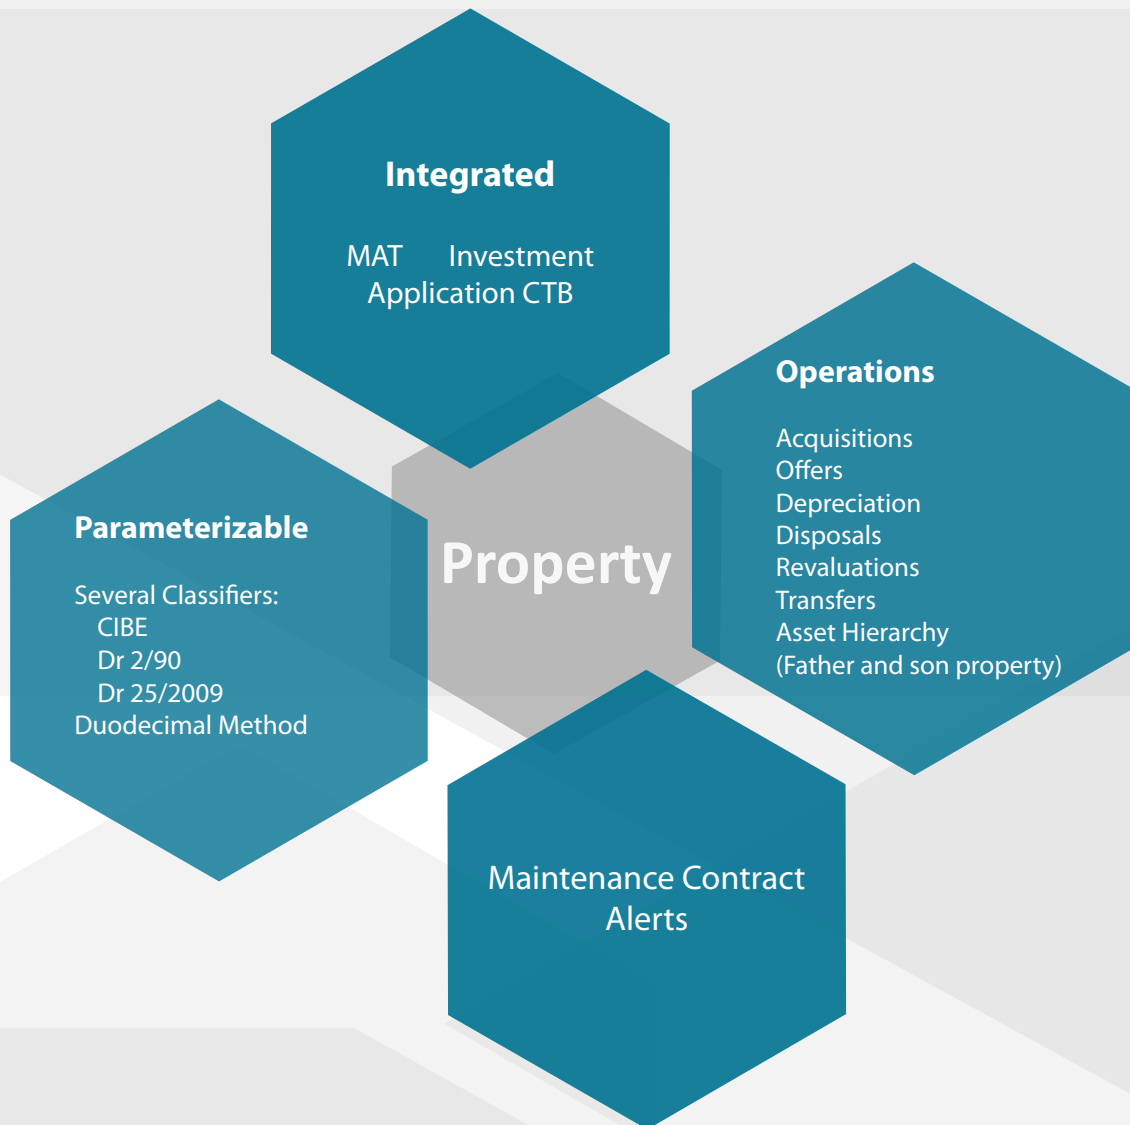 Integrated
MAT Investment
Application CTB
Operations
Acquisitions
Offers
Depreciation
Disposals
Revaluations
Transfers
Asset Hierarchy
(Father and son property)
Parameterizable
Several Classifiers:
CIBE
Dr 2/90
Dr 25/2009
Duodecimal Method
Property
Maintenance Contract
Alerts